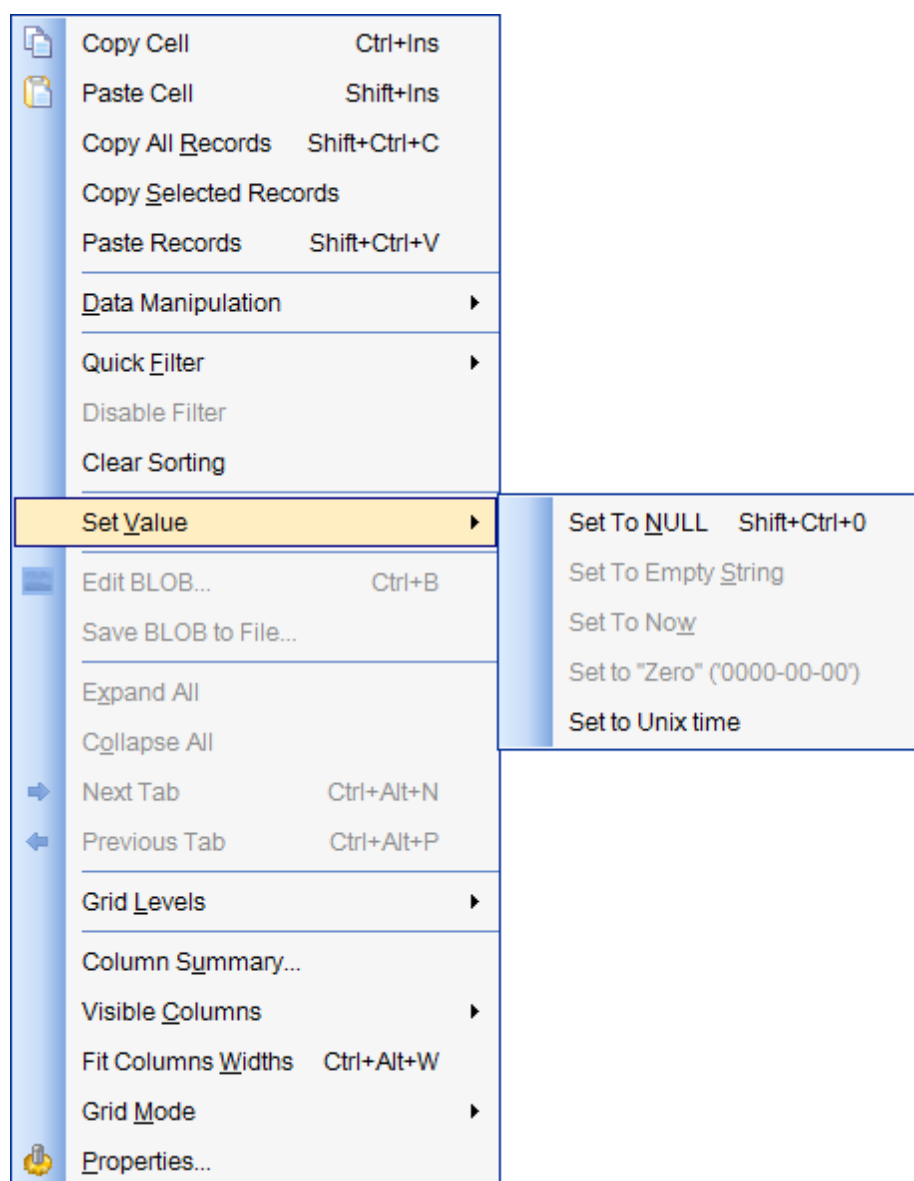 Copy Cell Ctrl+Ins
Paste Cell Shift+Ins
Copy All Records Shift+Ctrl+C
Copy Selected Records
Paste Records Shift+Ctrl+V
Data Manipulation
Quick Filter
Disable Filter
Clear Sorting
Set Value
Set To NULL Shift+Ctrl+0
Set To Empty String
Set To Now
Set to "Zero" ('0000-00-00')
Set to Unix time
Edit BLOB... Ctrl+B
Save BLOB to File...
Expand All
Collapse All
Next Tab Ctrl+Alt+N
Previous Tab Ctrl+Alt+P
Grid Levels
Column Summary...
Visible Columns
Fit Columns Widths Ctrl+Alt+W
Grid Mode
Properties...